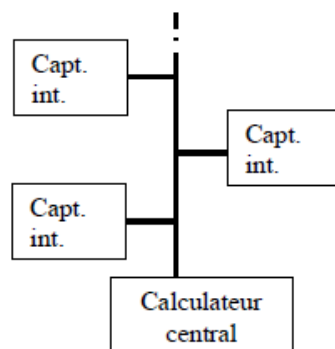 Capt.
int.
Capt.
int.
Capt.
int.
Calculateur
central